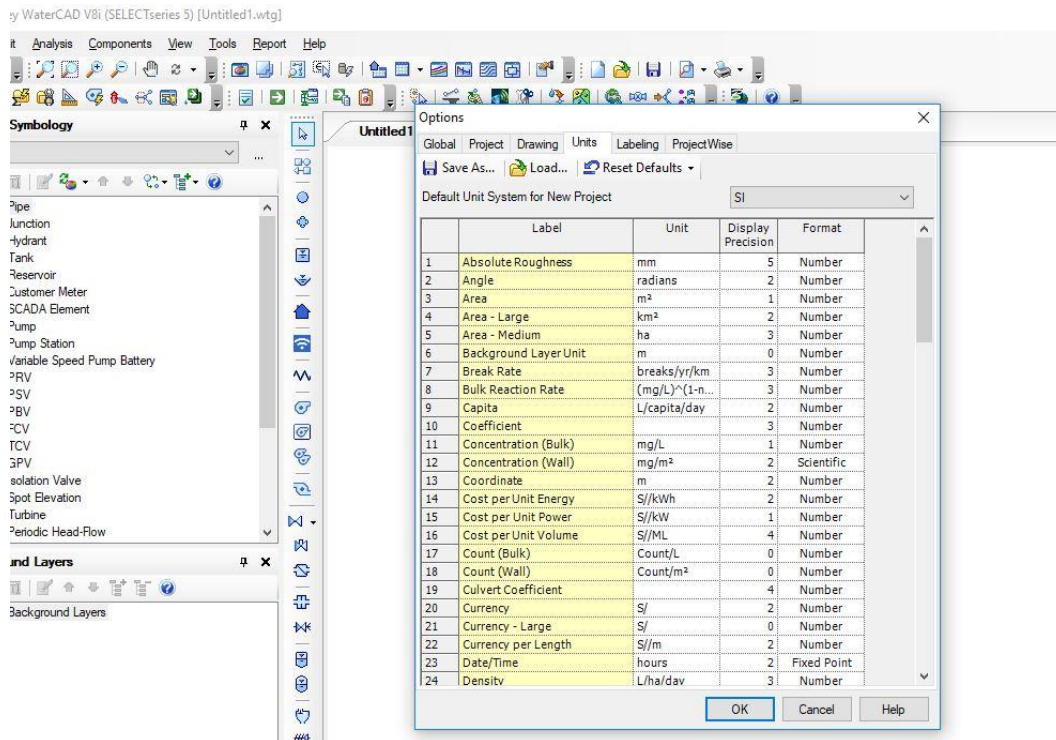 ey WaterCAD V8i (SELECTseries 5) [Untitled1.wtg]
it Analysis Components View Tools Report Help
Symbology
Untitled1
Pipe
Junction
Hydrant
Tank
Reservoir
Customer Meter
SCADA Element
Pump
Pump Station
Variable Speed Pump Battery
PRV
PSV
PBV
FCV
TCV
GPV
Isolation Valve
Spot Elevation
Turbine
Periodic Head-Flow
und Layers
Background Layers
Options
Global Project Drawing Units Labeling ProjectWise
Save As... Load... Reset Defaults
Default Unit System for New Project SI
Label Unit Display Precision Format
1 Absolute Roughness mm 5 Number
2 Angle radians 2 Number
3 Area m² 1 Number
4 Area - Large km² 2 Number
5 Area - Medium ha 3 Number
6 Background Layer Unit m 0 Number
7 Break Rate breaks/yr/km 3 Number
8 Bulk Reaction Rate (mg/L)^(1-n... 3 Number
9 Capita L/capita/day 2 Number
10 Coefficient 3 Number
11 Concentration (Bulk) mg/L 1 Number
12 Concentration (Wall) mg/m² 2 Scientific
13 Coordinate m 2 Number
14 Cost per Unit Energy S//kWh 2 Number
15 Cost per Unit Power S//kW 1 Number
16 Cost per Unit Volume S//ML 4 Number
17 Count (Bulk) Count/L 0 Number
18 Count (Wall) Count/m² 0 Number
19 Culvert Coefficient 4 Number
20 Currency S/ 2 Number
21 Currency - Large S/ 0 Number
22 Currency per Length S//m 2 Number
23 Date/Time hours 2 Fixed Point
24 Density L/ha/day 3 Number
OK Cancel Help